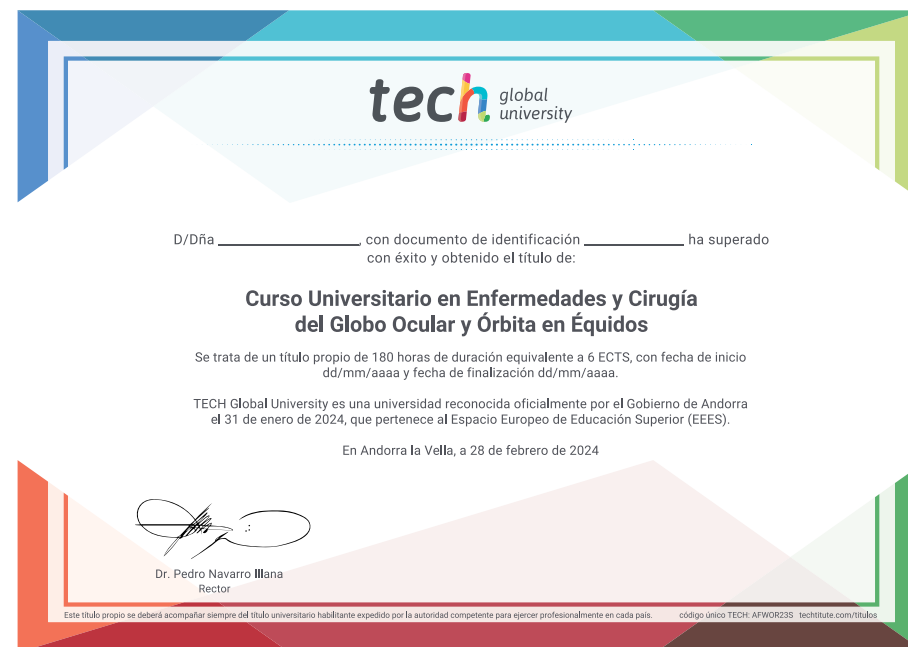 tech global university
D/Dña ________________, con documento de identificación ____________ ha superado
con éxito y obtenido el título de:
Curso Universitario en Enfermedades y Cirugía
del Globo Ocular y Órbita en Équidos
Se trata de un título propio de 180 horas de duración equivalente a 6 ECTS, con fecha de inicio
dd/mm/aaaa y fecha de finalización dd/mm/aaaa.
TECH Global University es una universidad reconocida oficialmente por el Gobierno de Andorra
el 31 de enero de 2024, que pertenece al Espacio Europeo de Educación Superior (EEES).
En Andorra la Vella, a 28 de febrero de 2024
Dr. Pedro Navarro Illana
Rector
Este título propio se deberá acompañar siempre del título universitario habilitante expedido por la autoridad competente para ejercer profesionalmente en cada país. código único TECH: AFWOR23S techtitute.com/titulos